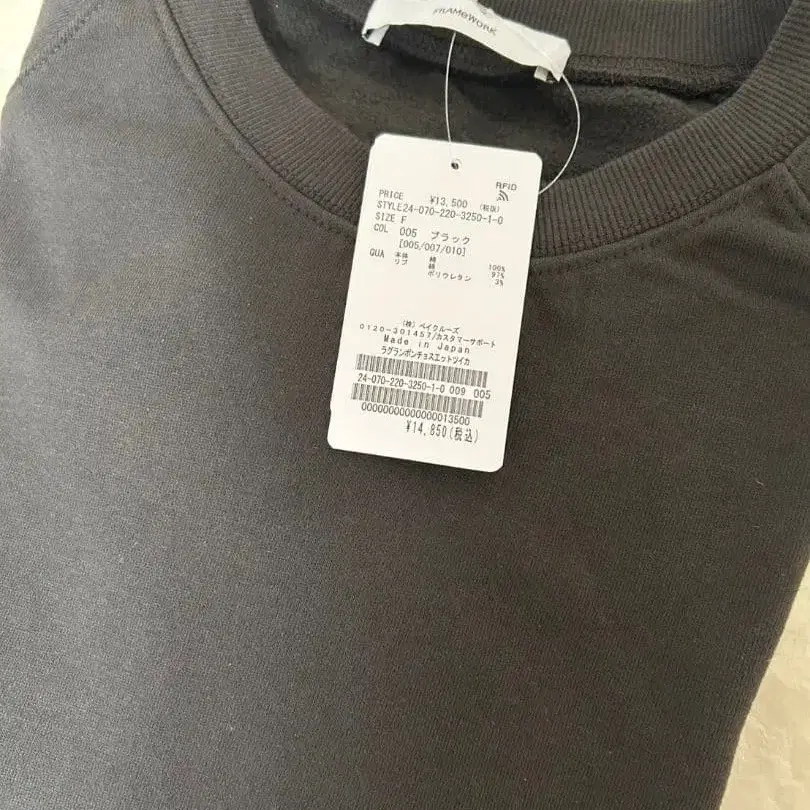 FRAMeWORK
RFID
PRICE ¥13,500 (税抜)
STYLE24-070-220-3250-1-0
SIZE F
COL 005 ブラック
[005/007/010]
QUA 本体 綿 100%
リブ 綿 97%
ポリウレタン 3%
(株)ベイクルーズ
0120-301457/カスタマーサポート
Made in Japan
ラグランポンチョスエットツイカ
24-070-220-3250-1-0 009 005
0000000000000013500
¥14,850(税込)